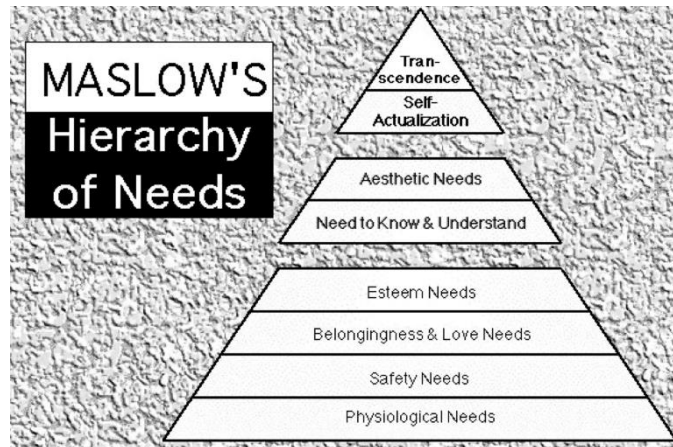 MASLOW'S
Hierarchy
of Needs
Tran-
scendence
Self-
Actualization
Aesthetic Needs
Need to Know & Understand
Esteem Needs
Belongingness & Love Needs
Safety Needs
Physiological Needs